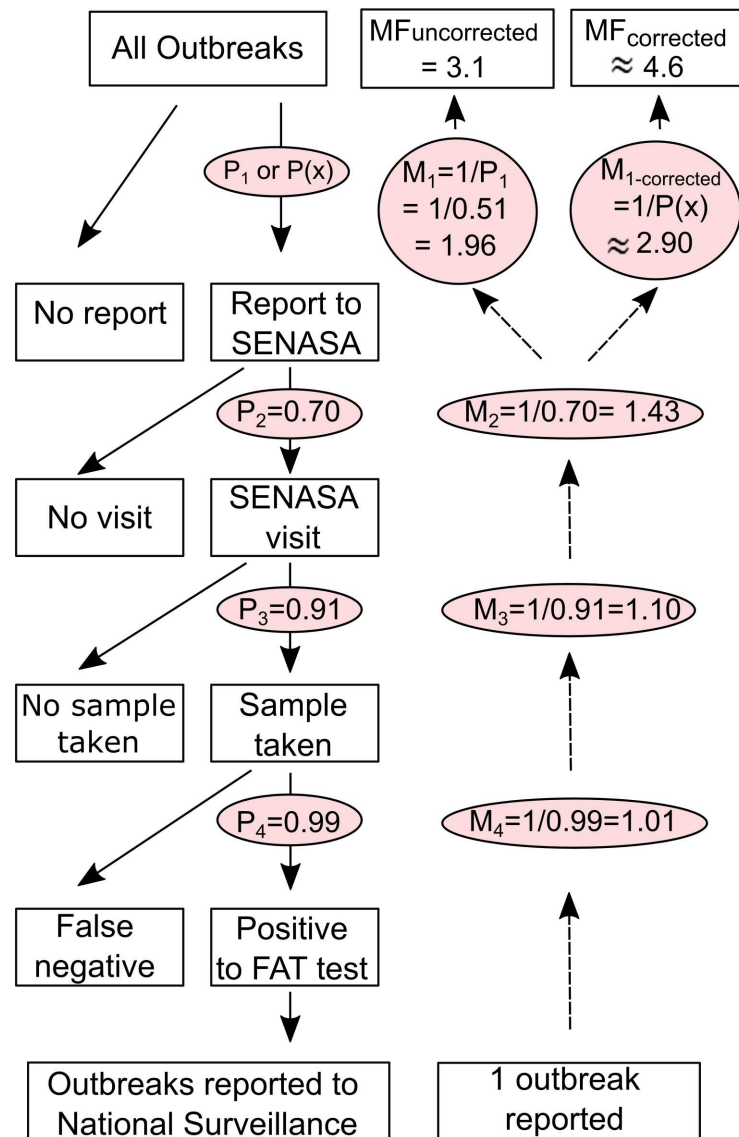 All Outbreaks
P₁ or P(x)
No report
Report to
SENASA
P₂=0.70
No visit
SENASA
visit
P₃=0.91
No sample
taken
Sample
taken
P₄=0.99
False
negative
Positive
to FAT test
Outbreaks reported to
National Surveillance
MFuncorrected
= 3.1
MFcorrected
≈ 4.6
M₁=1/P₁
= 1/0.51
= 1.96
M1-corrected
=1/P(x)
≈ 2.90
M₂=1/0.70= 1.43
M₃=1/0.91=1.10
M₄=1/0.99=1.01
1 outbreak
reported